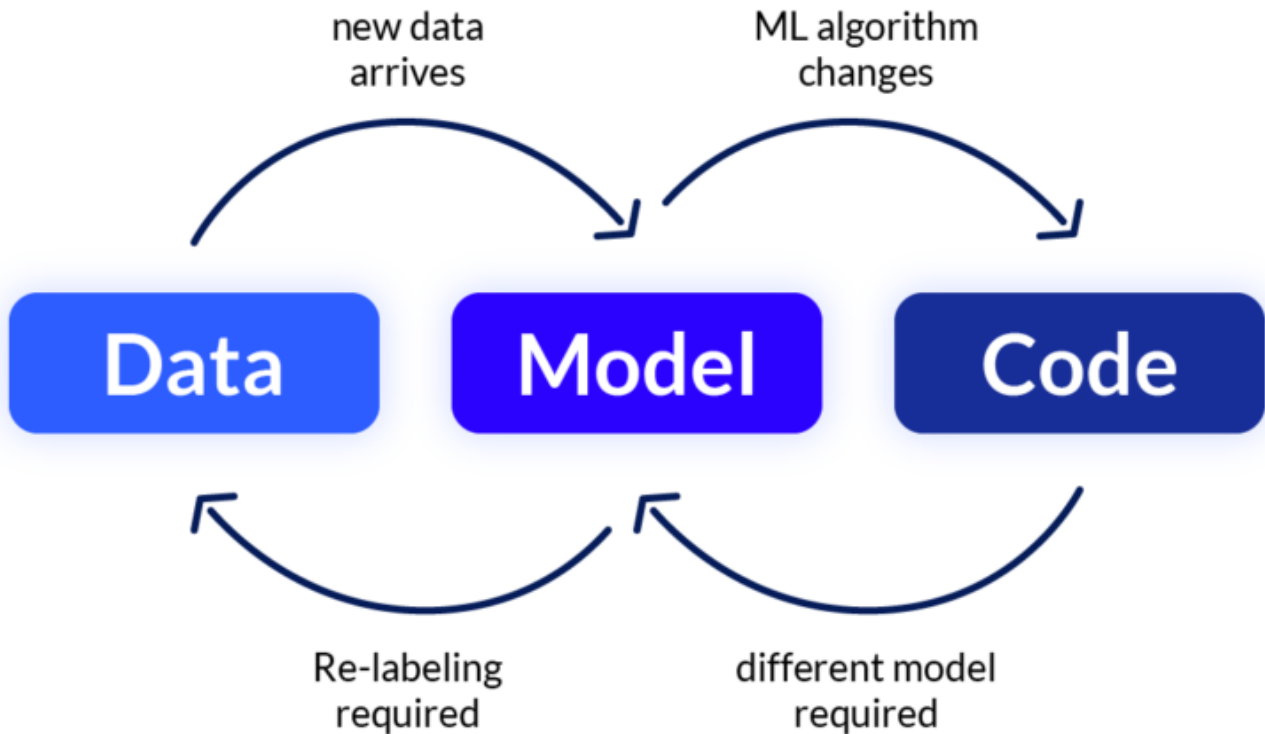 new data
arrives
ML algorithm
changes
Data
Model
Code
Re-labeling
required
different model
required